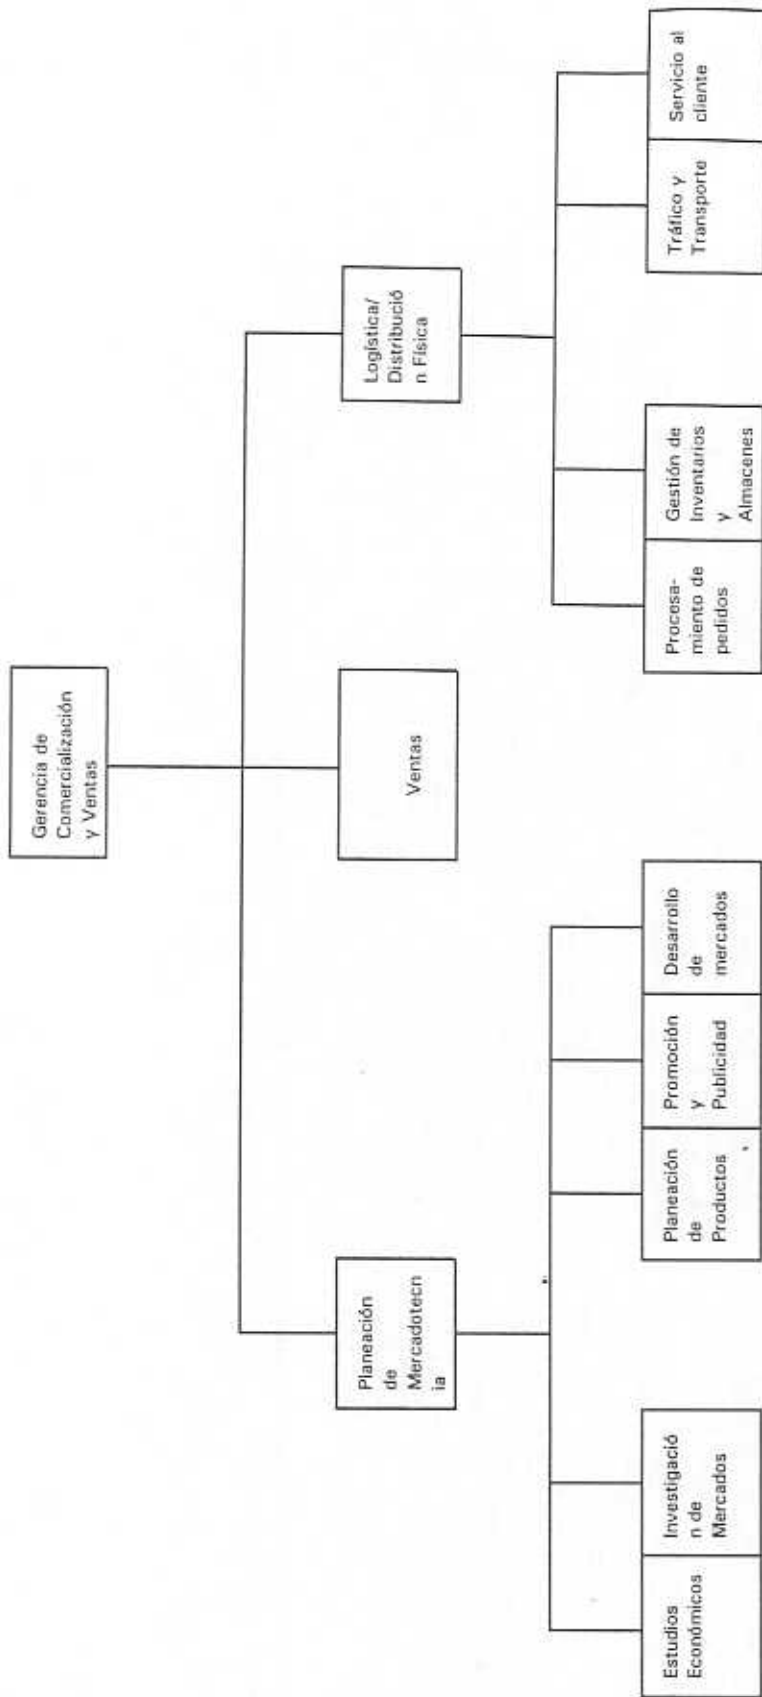 Gerencia de
Comercialización
y Ventas
Planeación
de
Mercadotecn
ia
Ventas
Logística/
Distribució
n Física
Estudios
Económicos
Investigació
n de
Mercados
Planeación
de
Productos
Promoción
y
Publicidad
Desarrollo
de
mercados
Procesa-
miento de
pedidos
Gestión de
Inventarios
y
Almacenes
Tráfico y
Transporte
Servicio al
cliente